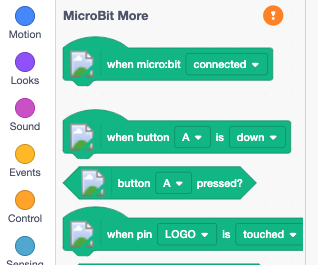 Motion
Looks
Sound
Events
Control
Sensing
MicroBit More
!
when micro:bit connected
when button A is down
button A pressed?
when pin LOGO is touched